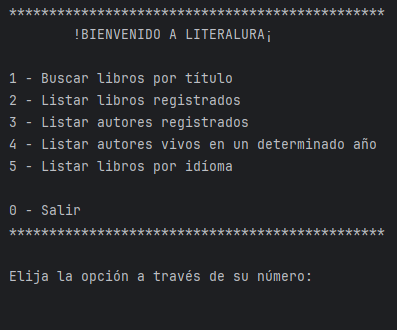 ***********************************************
!BIENVENIDO A LITERALURA¡
1 - Buscar libros por título
2 - Listar libros registrados
3 - Listar autores registrados
4 - Listar autores vivos en un determinado año
5 - Listar libros por idioma
0 - Salir
***********************************************
Elija la opción a través de su número: